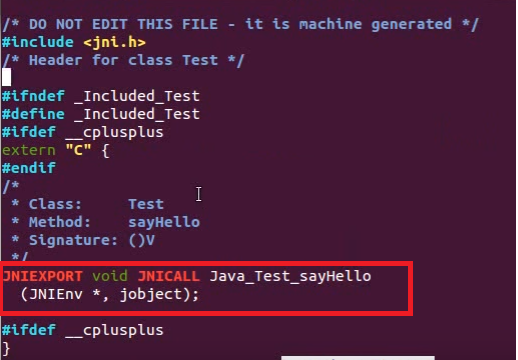 /* DO NOT EDIT THIS FILE - it is machine generated */
#include <jni.h>
/* Header for class Test */
#ifndef _Included_Test
#define _Included_Test
#ifdef __cplusplus
extern "C" {
#endif
/*
 * Class:     Test
 * Method:    sayHello
 * Signature: ()V
 */
JNIEXPORT void JNICALL Java_Test_sayHello
  (JNIEnv *, jobject);
#ifdef __cplusplus
}